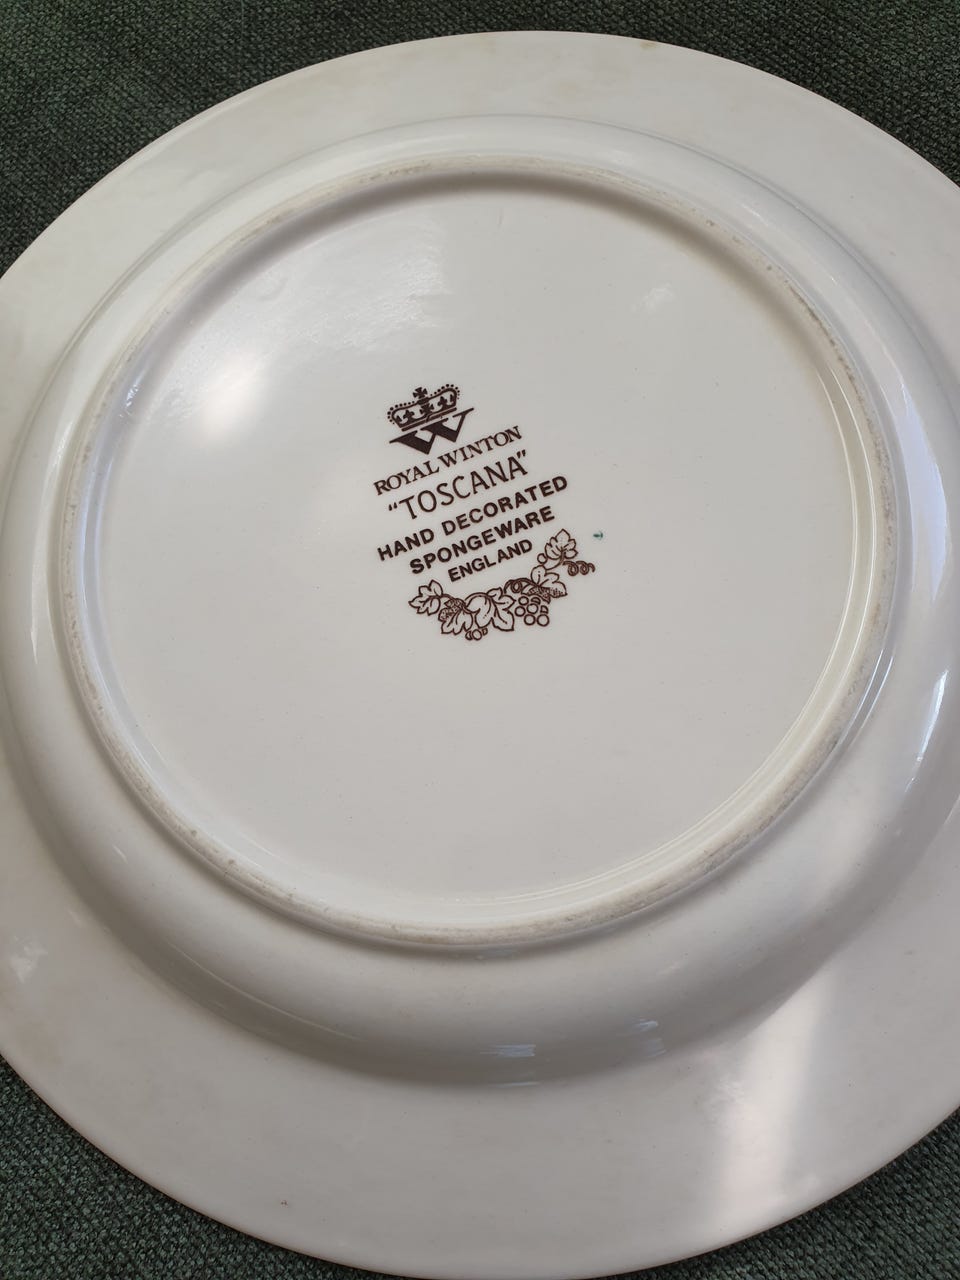 W
ROYAL WINTON
"TOSCANA"
HAND DECORATED
SPONGEWARE
ENGLAND